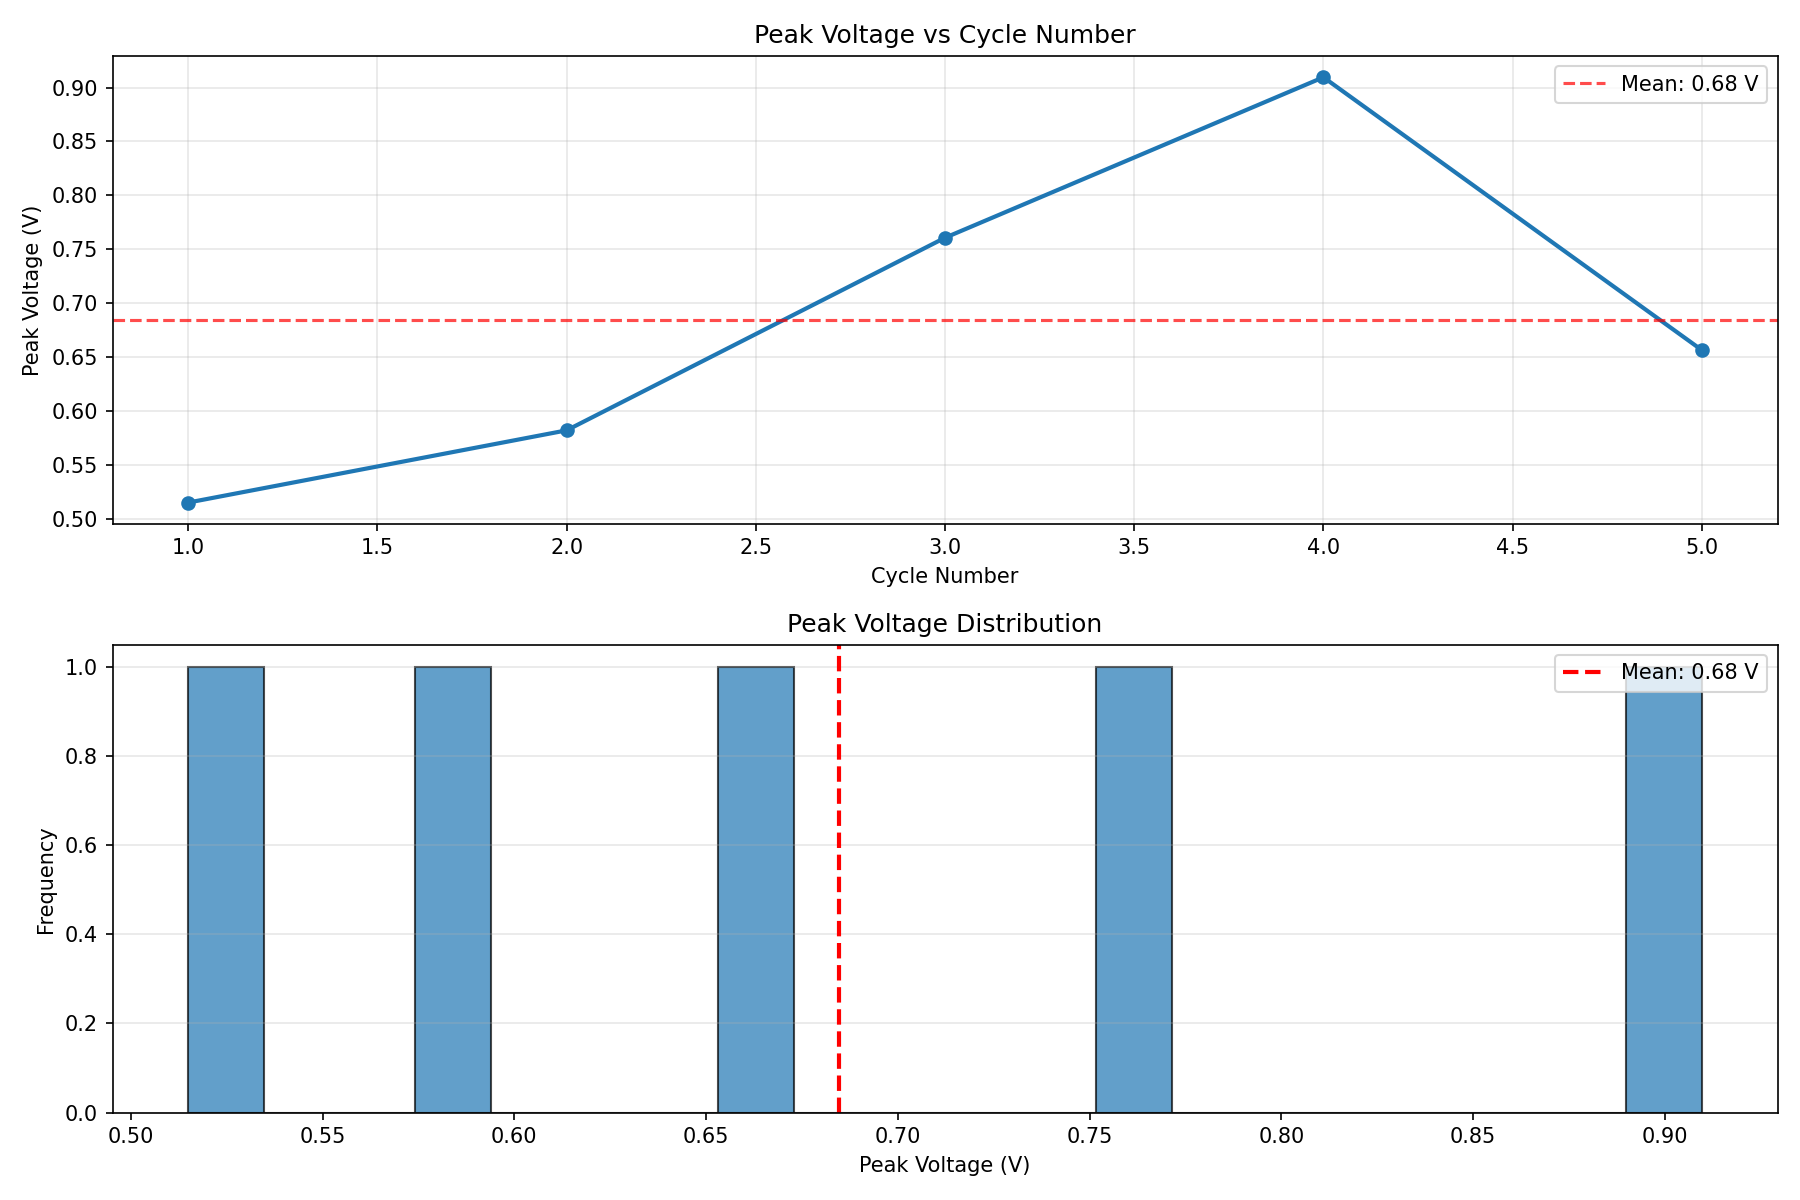 Peak Voltage vs Cycle Number
Mean: 0.68 V
Peak Voltage (V)
0.90
0.85
0.80
0.75
0.70
0.65
0.60
0.55
0.50
1.0 1.5 2.0 2.5 3.0 3.5 4.0 4.5 5.0
Cycle Number
Peak Voltage Distribution
Mean: 0.68 V
Frequency
1.0
0.8
0.6
0.4
0.2
0.0
0.50 0.55 0.60 0.65 0.70 0.75 0.80 0.85 0.90
Peak Voltage (V)